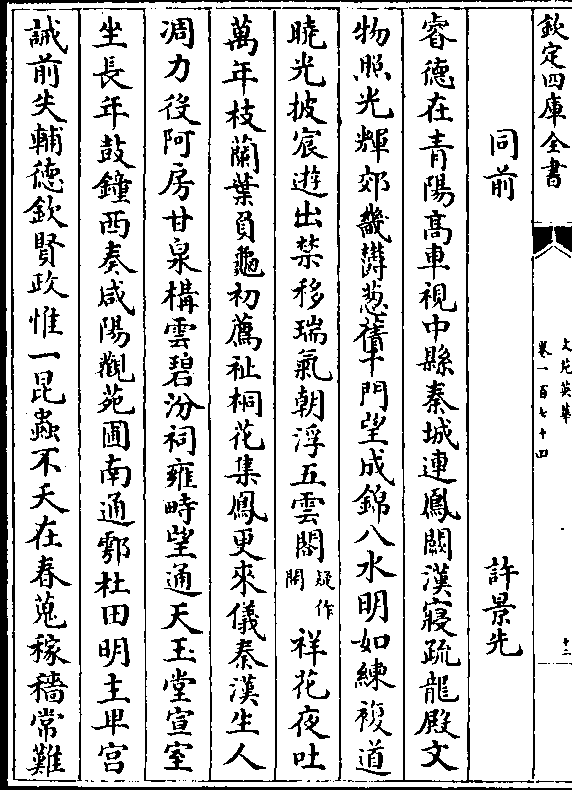 欽定四庫全書
文苑英華
卷一百七十四
十三
同前
許景先
睿德在青陽高車視中縣秦城連鳳闕漢寢疏龍殿文
物照光輝郊畿鬱葱蒨千門望成錦八水明如練複道
曉光披宸遊出禁移瑞氣朝浮五雲閣疑作開祥花夜吐
萬年枝蘭葉負龜初薦祉桐花集鳳更來儀秦漢生人
凋力役阿房甘泉構雲碧汾祠雍畤望通天玉堂宣室
坐長年鼓鐘西奏咸陽觀苑圃南通鄠杜田明主卑宮
誡前失輔德欽賢政惟一昆蟲不夭在春蒐稼穡常難